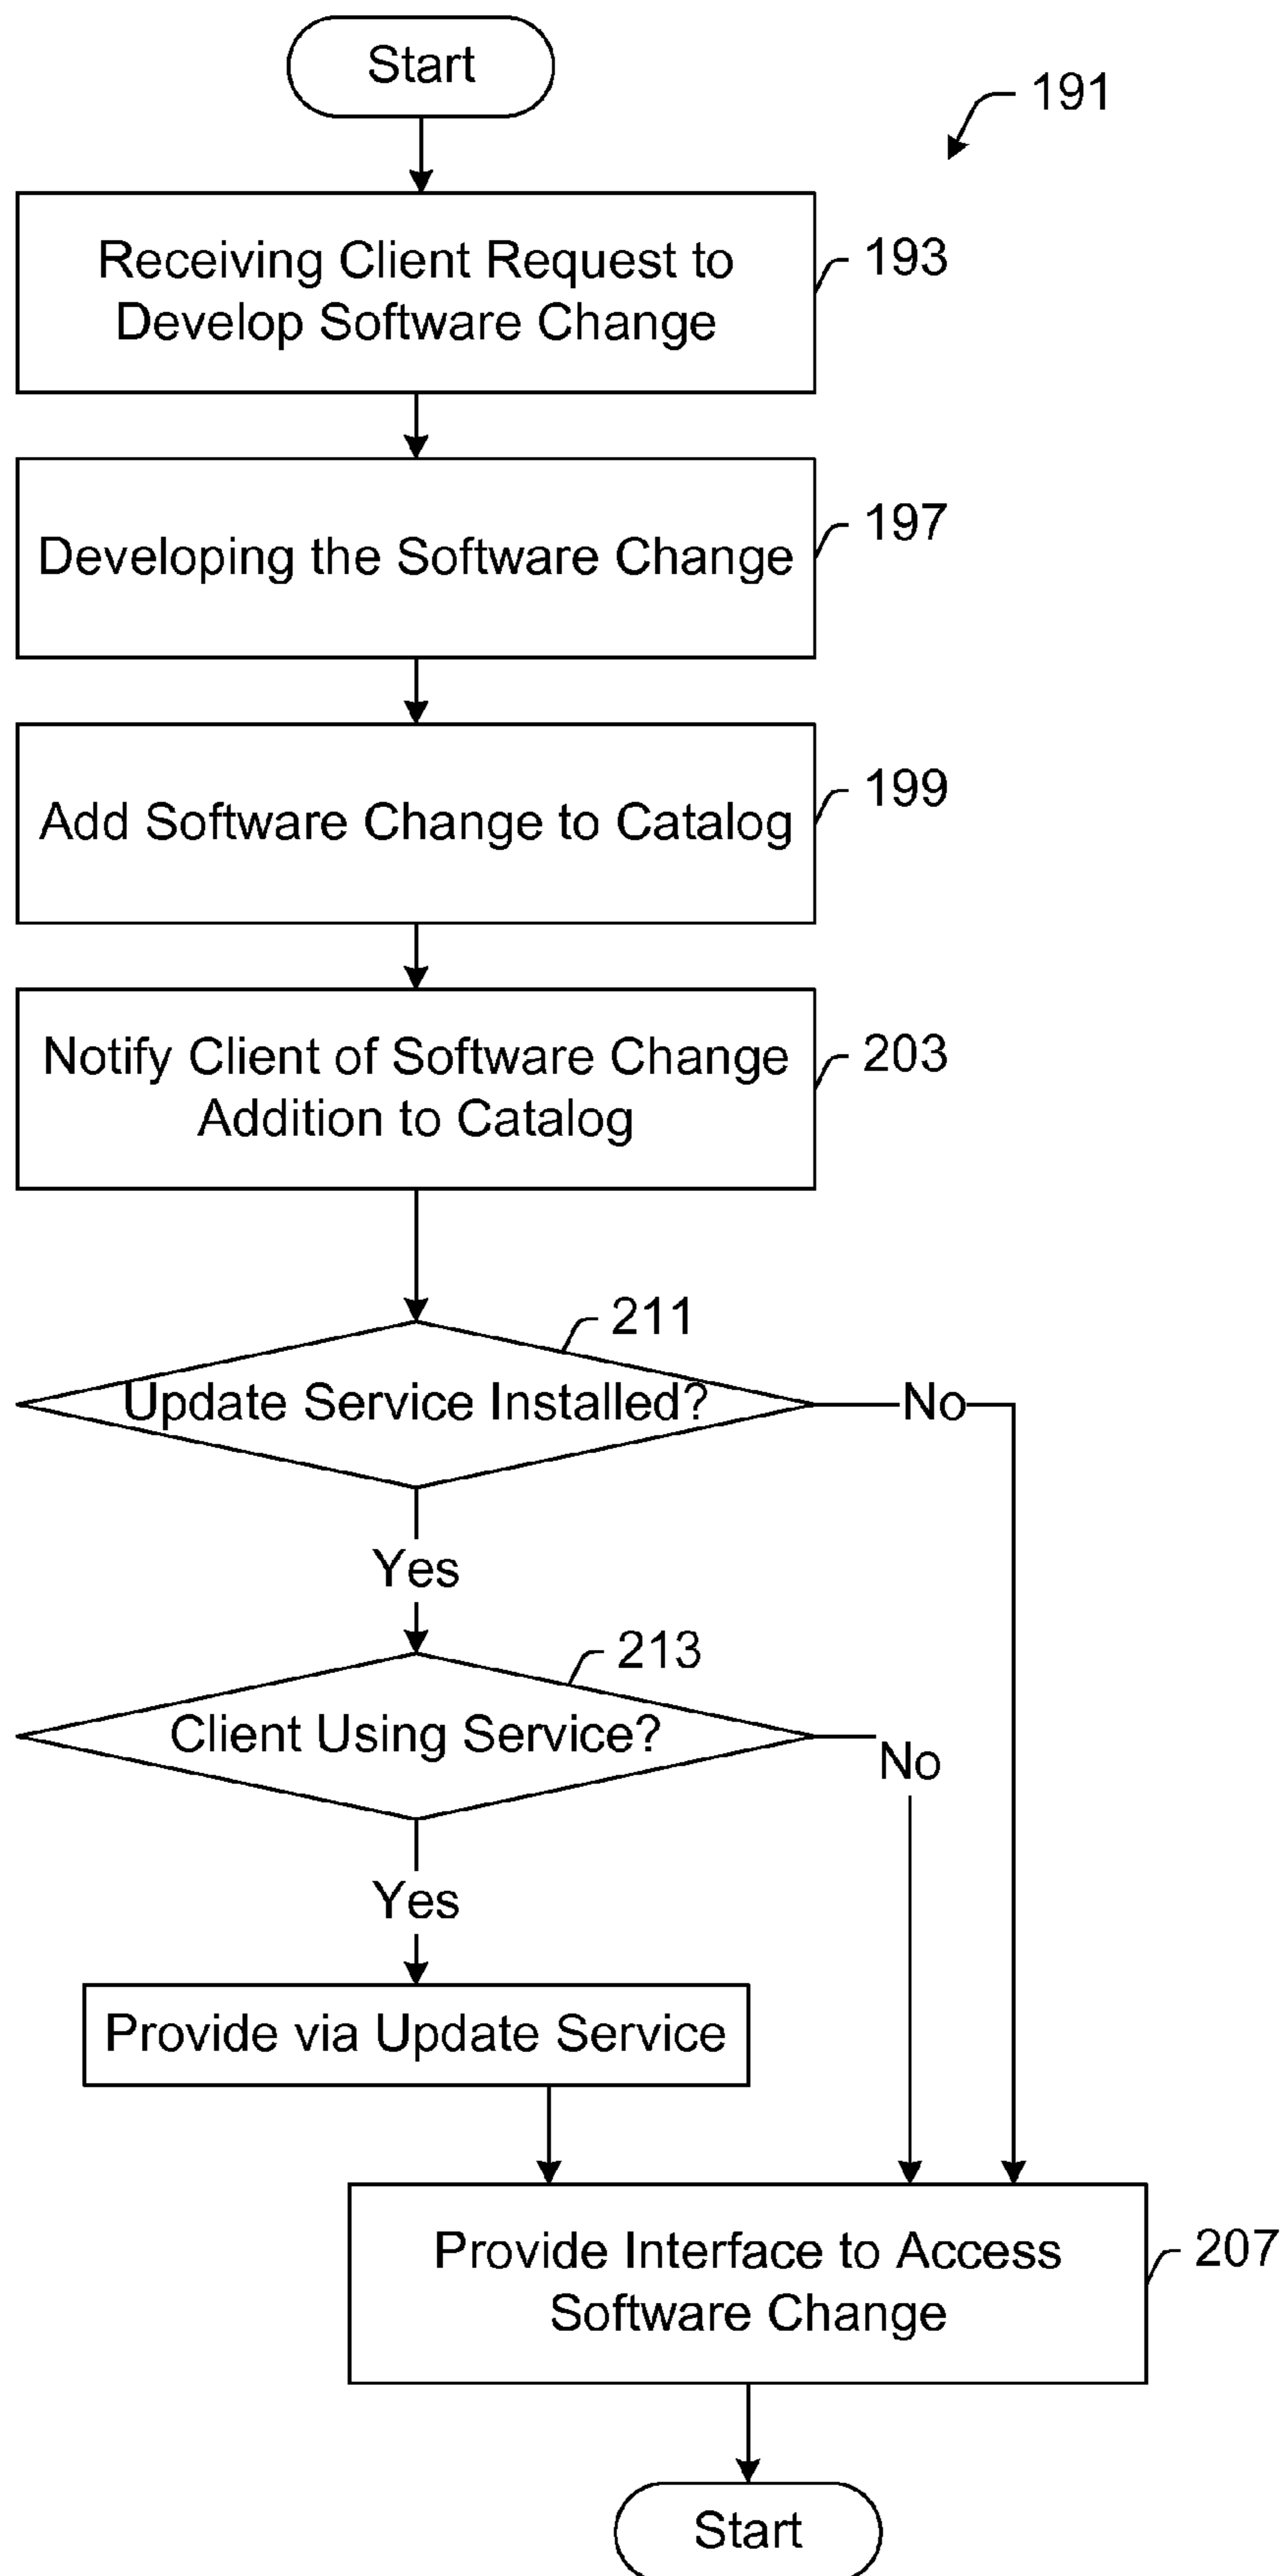 Start
191
Receiving Client Request to
Develop Software Change
193
Developing the Software Change
197
Add Software Change to Catalog
199
Notify Client of Software Change
Addition to Catalog
203
211
Update Service Installed?
No
Yes
213
Client Using Service?
No
Yes
Provide via Update Service
Provide Interface to Access
Software Change
207
Start